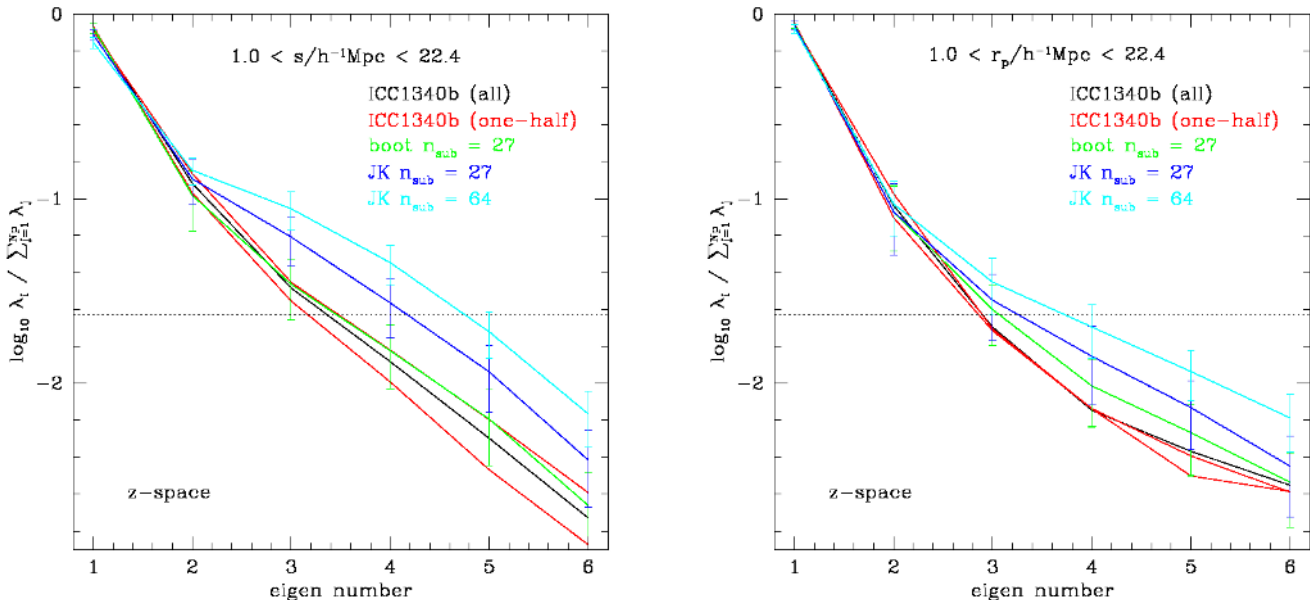 1.0 < s/h⁻¹Mpc < 22.4
ICC1340b (all)
ICC1340b (one-half)
boot n_sub = 27
JK n_sub = 27
JK n_sub = 64
z-space
0
-1
-2
log₁₀ λ_i / Σ_{j=1}^{N_p} λ_j
1 2 3 4 5 6
eigen number
1.0 < r_p/h⁻¹Mpc < 22.4
ICC1340b (all)
ICC1340b (one-half)
boot n_sub = 27
JK n_sub = 27
JK n_sub = 64
z-space
0
-1
-2
log₁₀ λ_i / Σ_{j=1}^{N_p} λ_j
1 2 3 4 5 6
eigen number